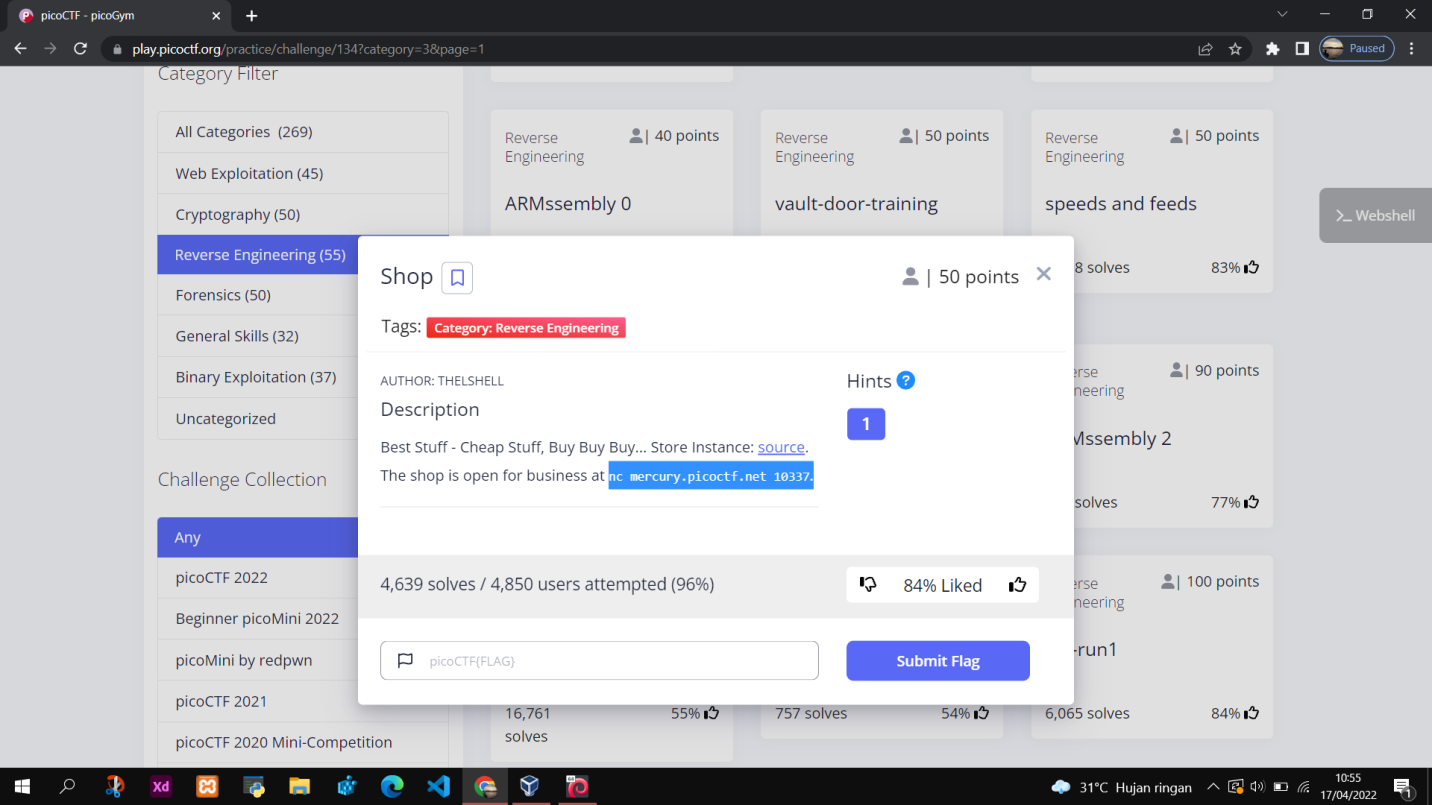 picoCTF - picoGym
play.picoctf.org/practice/challenge/134?category=3&page=1
Paused
Category Filter
All Categories (269)
Web Exploitation (45)
Cryptography (50)
Reverse Engineering (55)
Forensics (50)
General Skills (32)
Binary Exploitation (37)
Uncategorized
Challenge Collection
Any
picoCTF 2022
Beginner picoMini 2022
picoMini by redpwn
picoCTF 2021
picoCTF 2020 Mini-Competition
Reverse
Engineering
| 40 points
ARMssembly 0
Reverse
Engineering
| 50 points
vault-door-training
Reverse
Engineering
| 50 points
speeds and feeds
8 solves
83%
>_ Webshell
Shop
| 50 points
Tags: Category: Reverse Engineering
AUTHOR: THELSHELL
Description
Best Stuff - Cheap Stuff, Buy Buy Buy... Store Instance: source.
The shop is open for business at nc mercury.picoctf.net 10337.
Hints ?
1
4,639 solves / 4,850 users attempted (96%)
84% Liked
picoCTF{FLAG}
Submit Flag
erse
neering
| 90 points
Mssembly 2
solves
77%
erse
neering
| 100 points
-run1
6,065 solves
84%
16,761
solves
55%
757 solves
54%
Xd
31°C Hujan ringan
10:55
17/04/2022
1